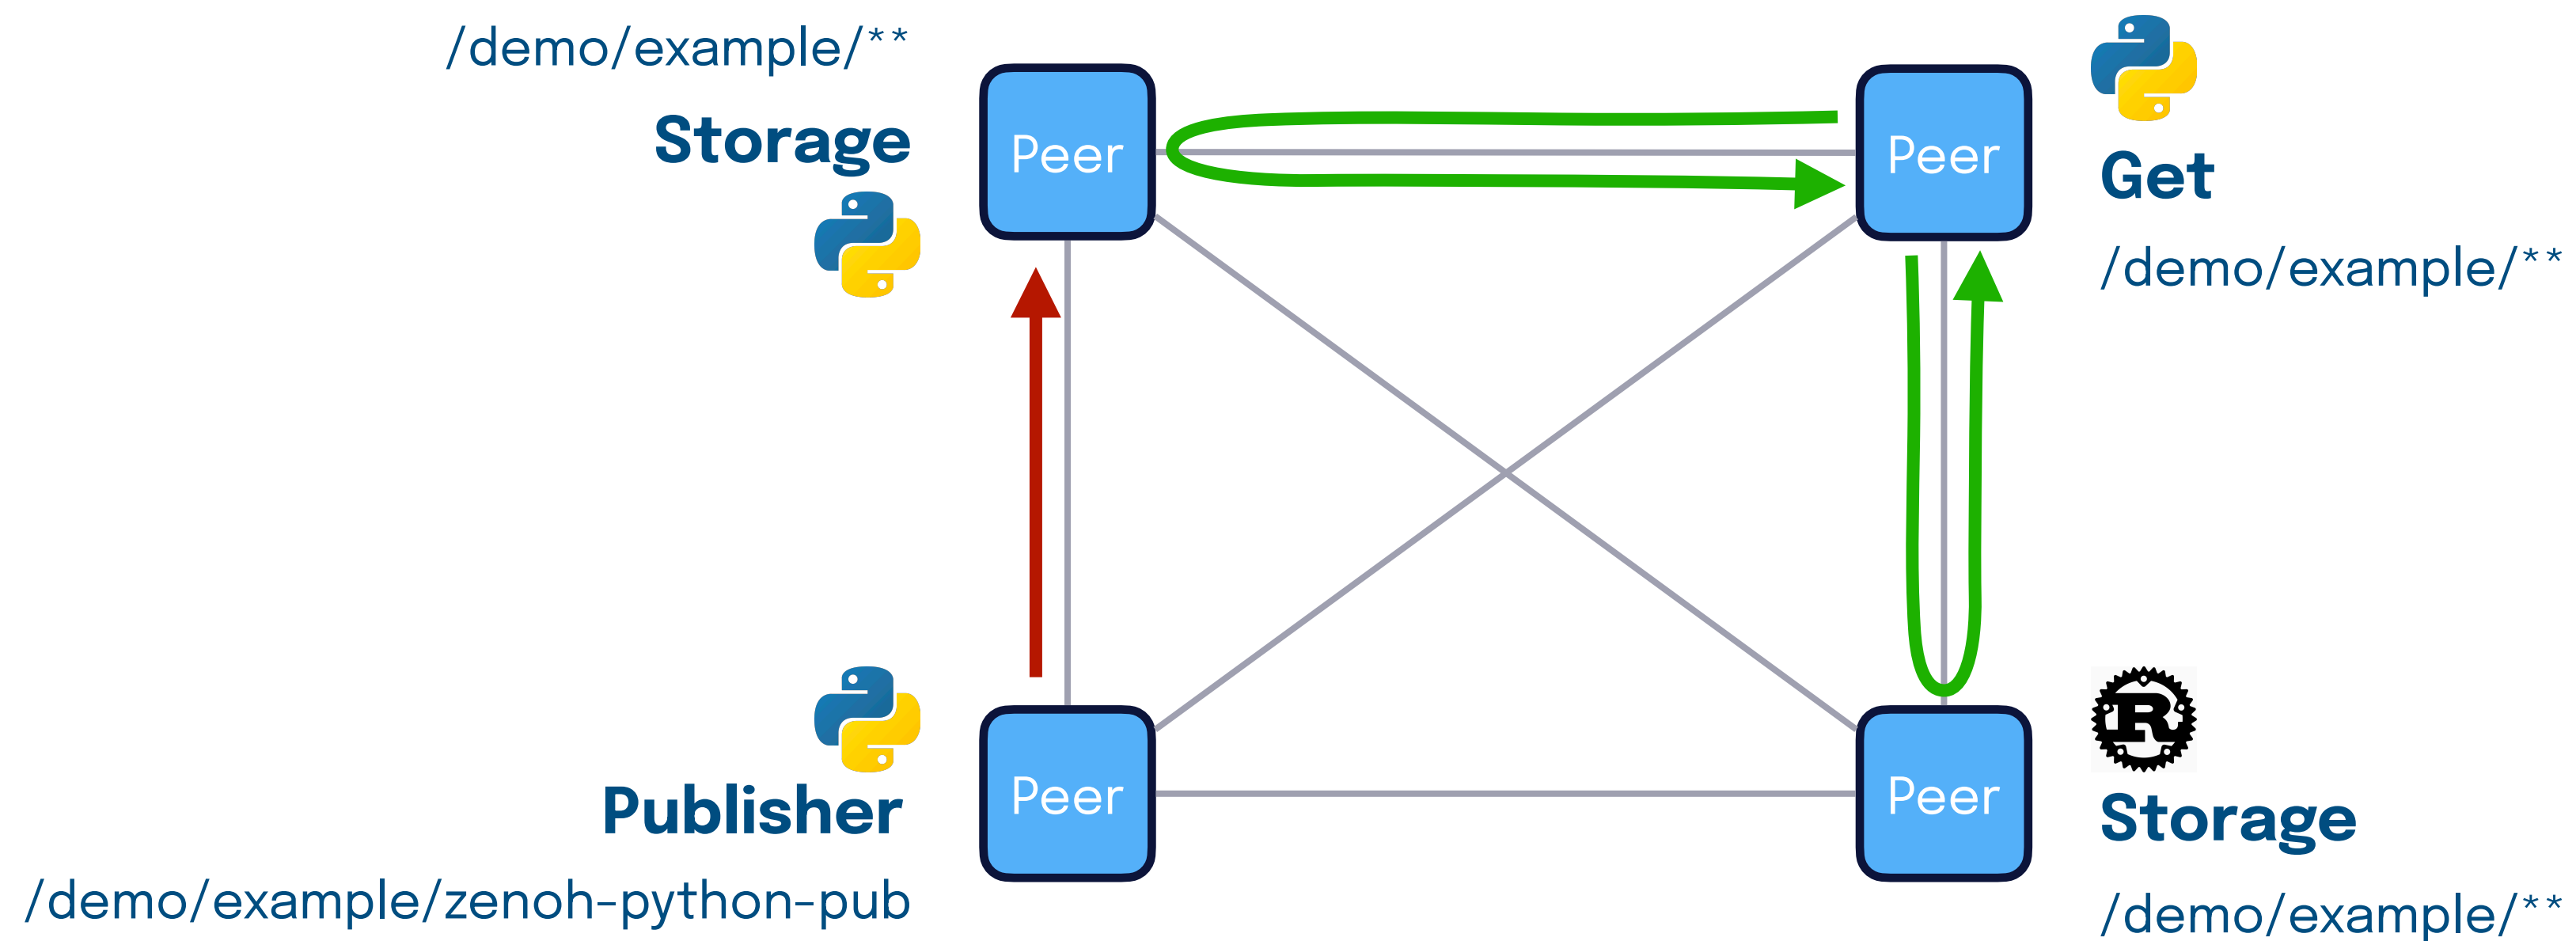 /demo/example/**
Storage
Peer
Peer
Get
/demo/example/**
Publisher
/demo/example/zenoh-python-pub
Peer
Peer
R
Storage
/demo/example/**